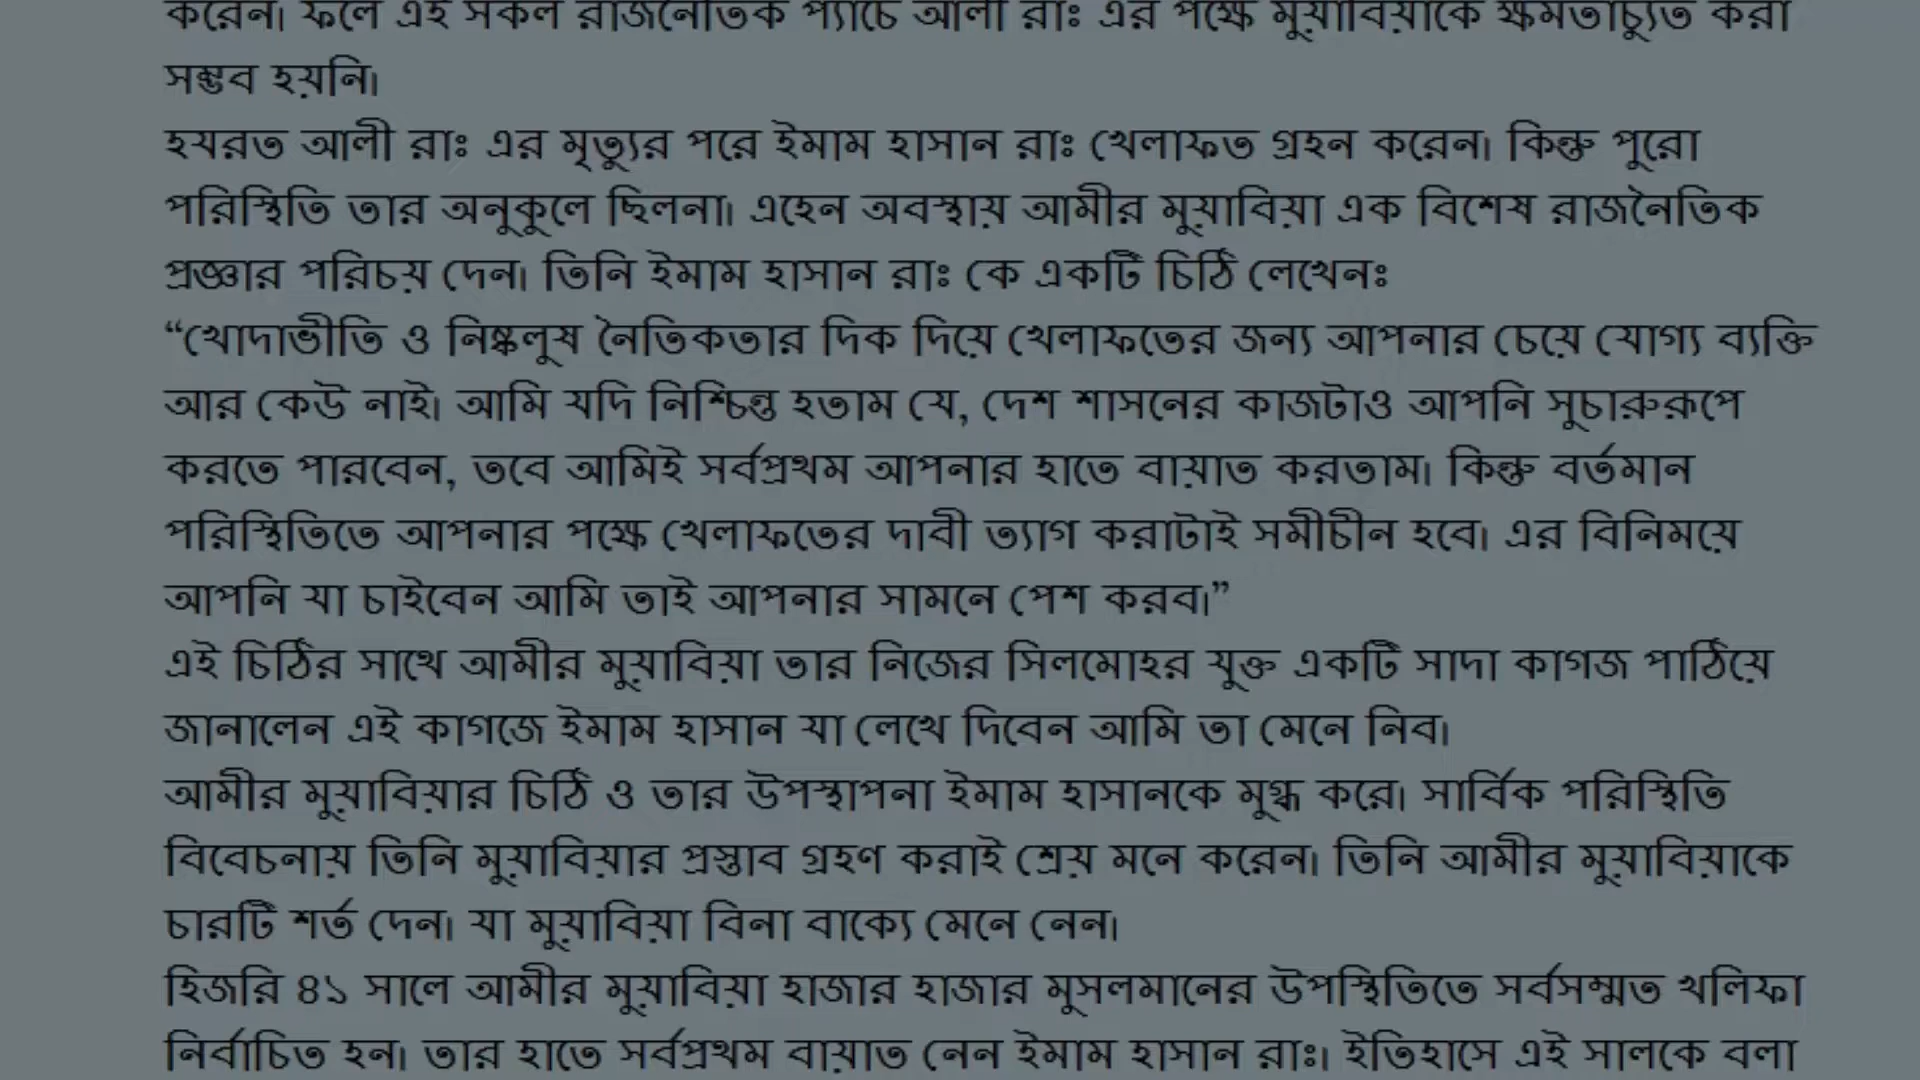 করেন। ফলে এই সকল রাজনৈতিক প্যাচে আলী রাঃ এর পক্ষে মুয়াবিয়াকে ক্ষমতাচ্যুত করা
সম্ভব হয়নি।
হযরত আলী রাঃ এর মৃত্যুর পরে ইমাম হাসান রাঃ খেলাফত গ্রহন করেন। কিন্তু পুরো
পরিস্থিতি তার অনুকুলে ছিলনা। এহেন অবস্থায় আমীর মুয়াবিয়া এক বিশেষ রাজনৈতিক
প্রজ্ঞার পরিচয় দেন। তিনি ইমাম হাসান রাঃ কে একটি চিঠি লেখেনঃ
“খোদাভীতি ও নিষ্কলুষ নৈতিকতার দিক দিয়ে খেলাফতের জন্য আপনার চেয়ে যোগ্য ব্যক্তি
আর কেউ নাই। আমি যদি নিশ্চিন্ত হতাম যে, দেশ শাসনের কাজটাও আপনি সুচারুরূপে
করতে পারবেন, তবে আমিই সর্বপ্রথম আপনার হাতে বায়াত করতাম। কিন্তু বর্তমান
পরিস্থিতিতে আপনার পক্ষে খেলাফতের দাবী ত্যাগ করাটাই সমীচীন হবে। এর বিনিময়ে
আপনি যা চাইবেন আমি তাই আপনার সামনে পেশ করব।”
এই চিঠির সাথে আমীর মুয়াবিয়া তার নিজের সিলমোহর যুক্ত একটি সাদা কাগজ পাঠিয়ে
জানালেন এই কাগজে ইমাম হাসান যা লেখে দিবেন আমি তা মেনে নিব।
আমীর মুয়াবিয়ার চিঠি ও তার উপস্থাপনা ইমাম হাসানকে মুগ্ধ করে। সার্বিক পরিস্থিতি
বিবেচনায় তিনি মুয়াবিয়ার প্রস্তাব গ্রহণ করাই শ্রেয় মনে করেন। তিনি আমীর মুয়াবিয়াকে
চারটি শর্ত দেন। যা মুয়াবিয়া বিনা বাক্যে মেনে নেন।
হিজরি ৪১ সালে আমীর মুয়াবিয়া হাজার হাজার মুসলমানের উপস্থিতিতে সর্বসম্মত খলিফা
নির্বাচিত হন। তার হাতে সর্বপ্রথম বায়াত নেন ইমাম হাসান রাঃ। ইতিহাসে এই সালকে বলা